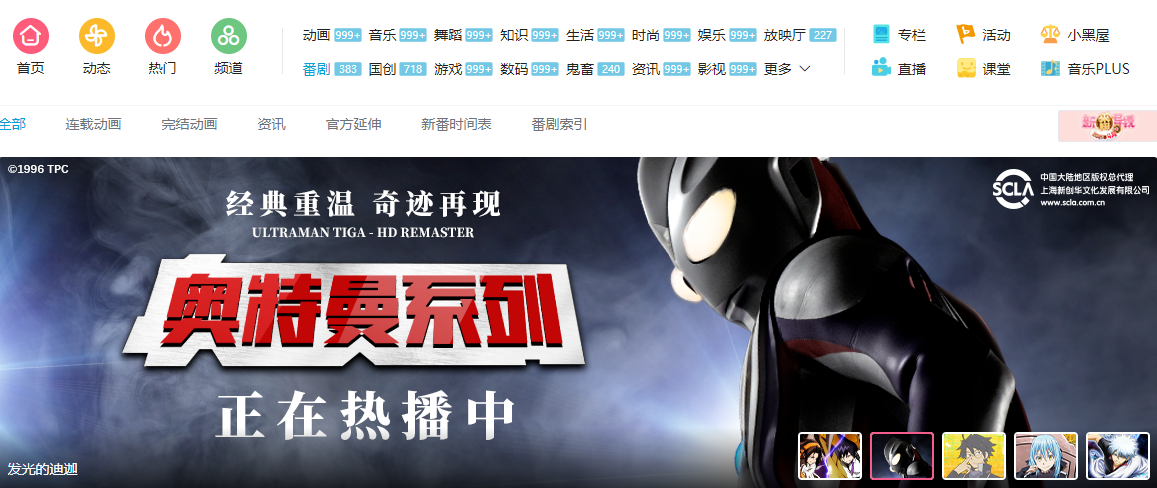 动画 999+ 音乐 999+ 舞蹈 999+ 知识 999+ 生活 999+ 时尚 999+ 娱乐 999+ 放映厅 227 专栏 活动 小黑屋
首页 动态 热门 频道 番剧 383 国创 718 游戏 999+ 数码 999+ 鬼畜 240 资讯 999+ 影视 999+ 更多 直播 课堂 音乐PLUS
全部 连载动画 完结动画 资讯 官方延伸 新番时间表 番剧索引
©1996 TPC
经典重温 奇迹再现
ULTRAMAN TIGA - HD REMASTER
奥特曼系列
正在热播中
SCLA
中国大陆地区版权总代理
上海新创华文化发展有限公司
www.scla.com.cn
发光的迪迦